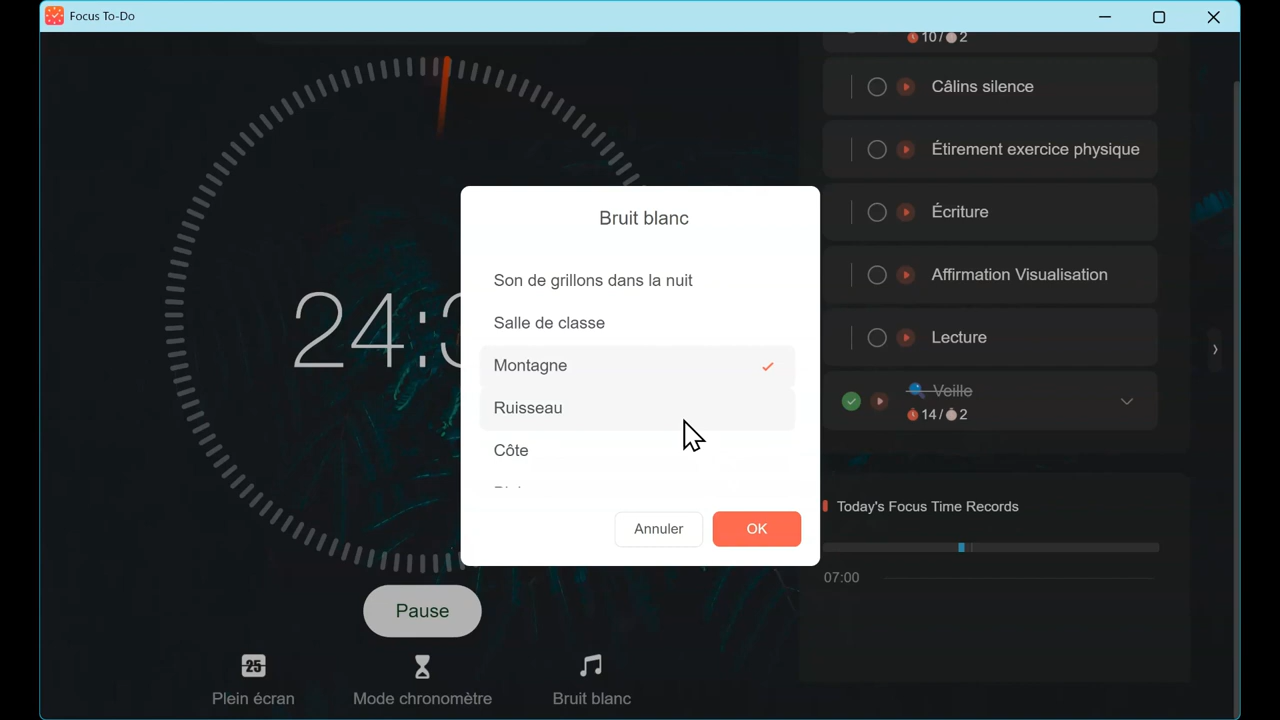 Focus To-Do
10 / 2
Câlins silence
Étirement exercice physique
Écriture
Affirmation Visualisation
Lecture
Veille
14 / 2
Today's Focus Time Records
07:00
24:
Bruit blanc
Son de grillons dans la nuit
Salle de classe
Montagne
Ruisseau
Côte
Annuler
OK
Pause
25
Plein écran
Mode chronomètre
Bruit blanc